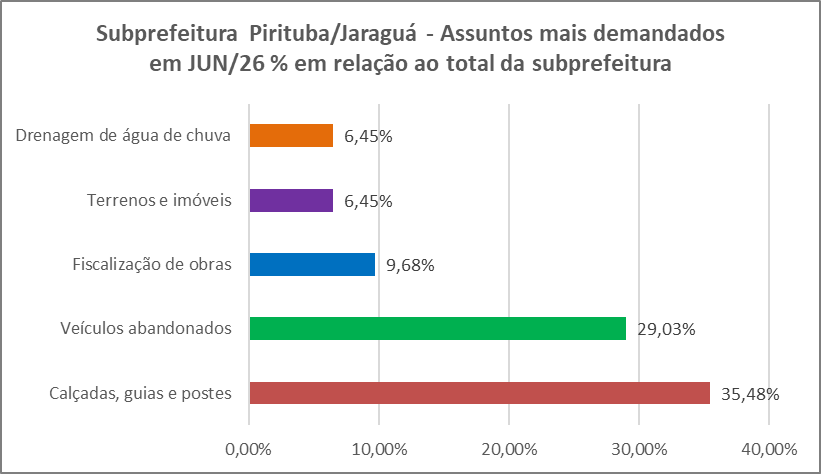 Subprefeitura Pirituba/Jaraguá - Assuntos mais demandados
em JUN/26 % em relação ao total da subprefeitura
Drenagem de água de chuva 6,45%
Terrenos e imóveis 6,45%
Fiscalização de obras 9,68%
Veículos abandonados 29,03%
Calçadas, guias e postes 35,48%
0,00% 10,00% 20,00% 30,00% 40,00%